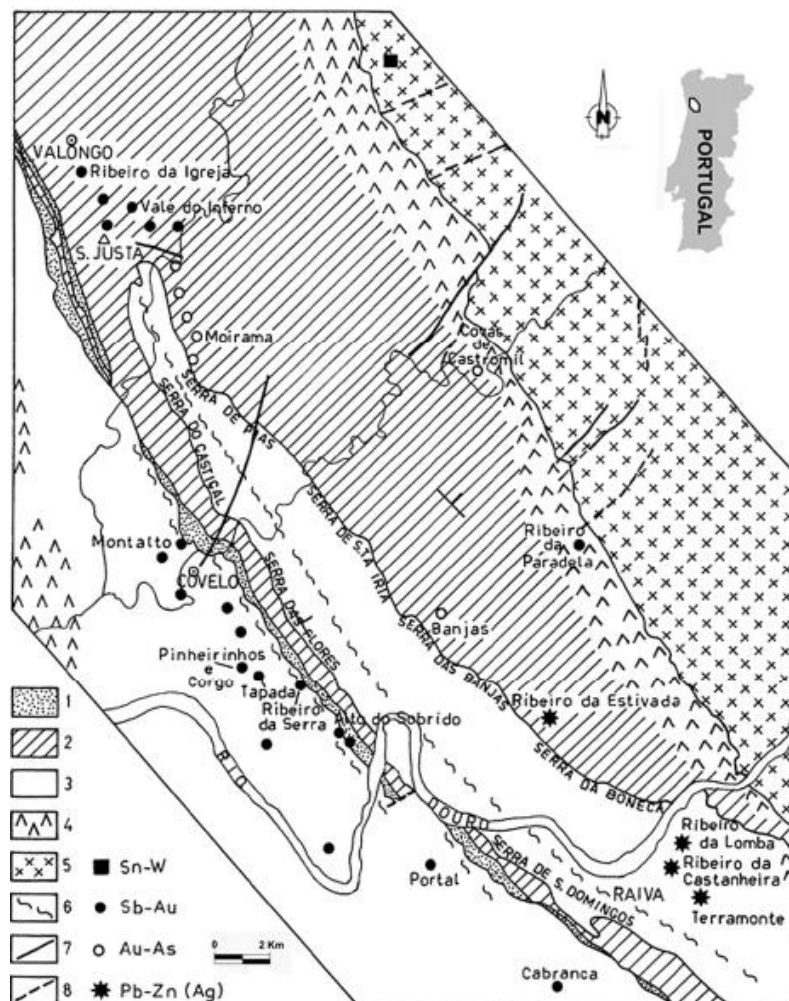 N
PORTUGAL
VALONGO
Ribeiro da Igreja
Vale do Inferno
S. JUSTA
Moirama
Covas
de
Castromil
SERRA DE PIAS
SERRA DO CASTIÇAL
SERRA DE STA IRIA
Montalto
COVELO
Ribeiro
da
Paradela
SERRA DAS FLORES
Banjas
SERRA DAS BANJAS
Pinheirinhos
e
Corgo
Tapada
Ribeiro
da Serra
Alto do Sobrido
Ribeiro da Estivada
SERRA DA BONECA
RIO
DOURO
SERRA DE S. DOMINGOS
Ribeiro
da Lomba
Ribeiro da
Castanheira
RAIVA
Terramonte
Portal
Cabranca
1
2
3
4
5 Sn-W
6 Sb-Au
7 Au-As
8 Pb-Zn (Ag)
0 2 Km